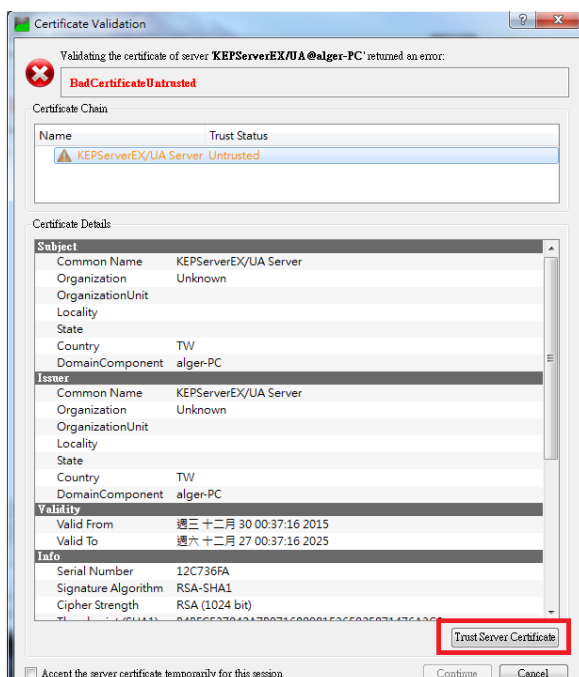 Certificate Validation
Validating the certificate of server 'KEPServerEX/UA@alger-PC' returned an error:
BadCertificateUntrusted
Certificate Chain
Name Trust Status
KEPServerEX/UA Server Untrusted
Certificate Details
Subject
Common Name KEPServerEX/UA Server
Organization Unknown
OrganizationUnit
Locality
State
Country TW
DomainComponent alger-PC
Issuer
Common Name KEPServerEX/UA Server
Organization Unknown
OrganizationUnit
Locality
State
Country TW
DomainComponent alger-PC
Validity
Valid From 週三 十二月 30 00:37:16 2015
Valid To 週六 十二月 27 00:37:16 2025
Info
Serial Number 12C736FA
Signature Algorithm RSA-SHA1
Cipher Strength RSA (1024 bit)
Trust Server Certificate
Accept the server certificate temporarily for this session
Continue Cancel